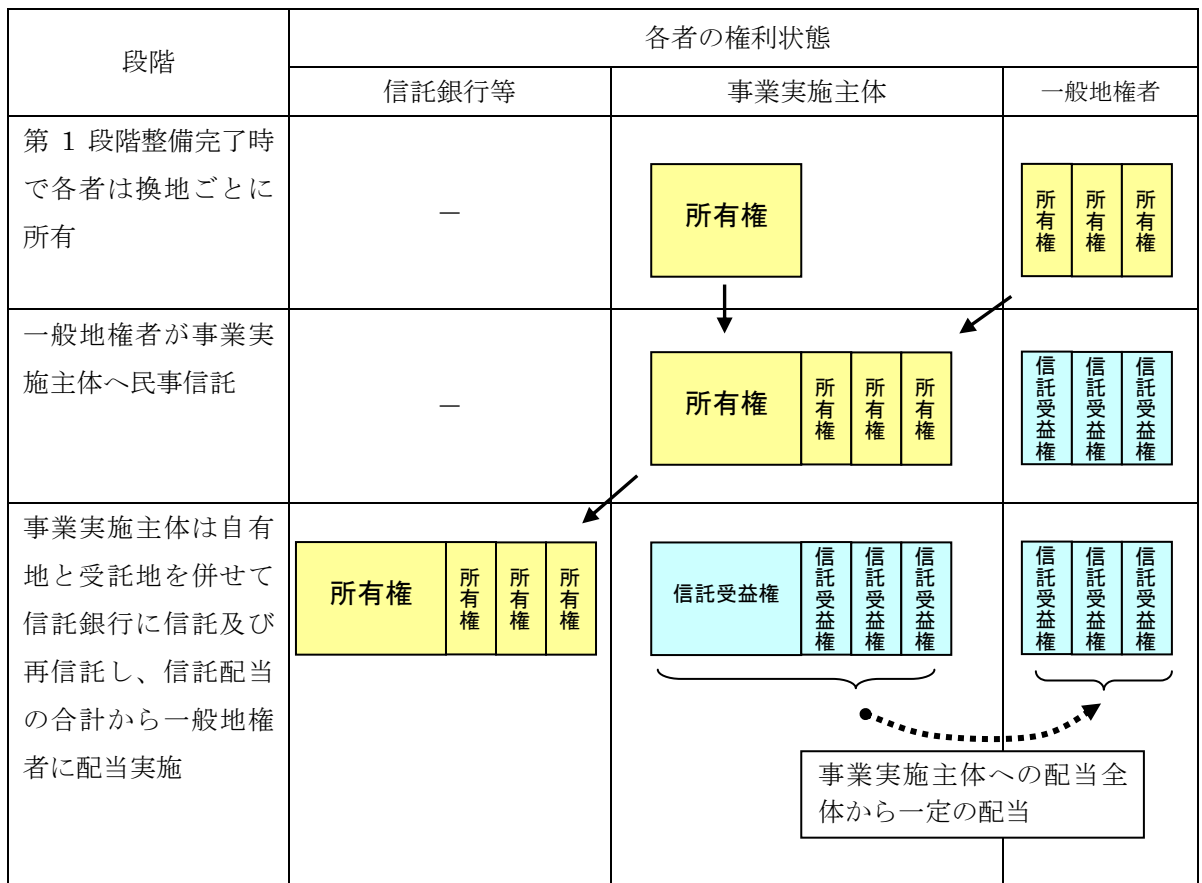 段階
各者の権利状態
信託銀行等
事業実施主体
一般地権者
第 1 段階整備完了時
で各者は換地ごとに
所有
－
所有権
所有権
所有権
所有権
一般地権者が事業実
施主体へ民事信託
－
所有権
所有権
所有権
所有権
信託受益権
信託受益権
信託受益権
事業実施主体は自有
地と受託地を併せて
信託銀行に信託及び
再信託し、信託配当
の合計から一般地権
者に配当実施
所有権
所有権
所有権
所有権
信託受益権
信託受益権
信託受益権
信託受益権
信託受益権
信託受益権
信託受益権
事業実施主体への配当全
体から一定の配当